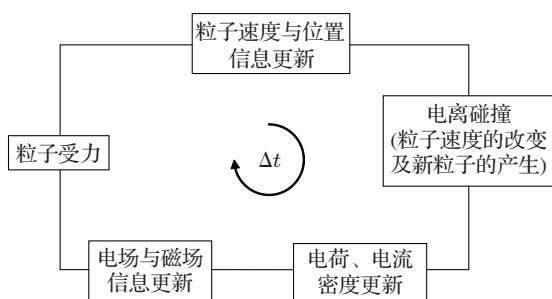 粒子速度与位置
信息更新
电离碰撞
(粒子速度的改变
及新粒子的产生)
粒子受力
Δt
电场与磁场
信息更新
电荷、电流
密度更新